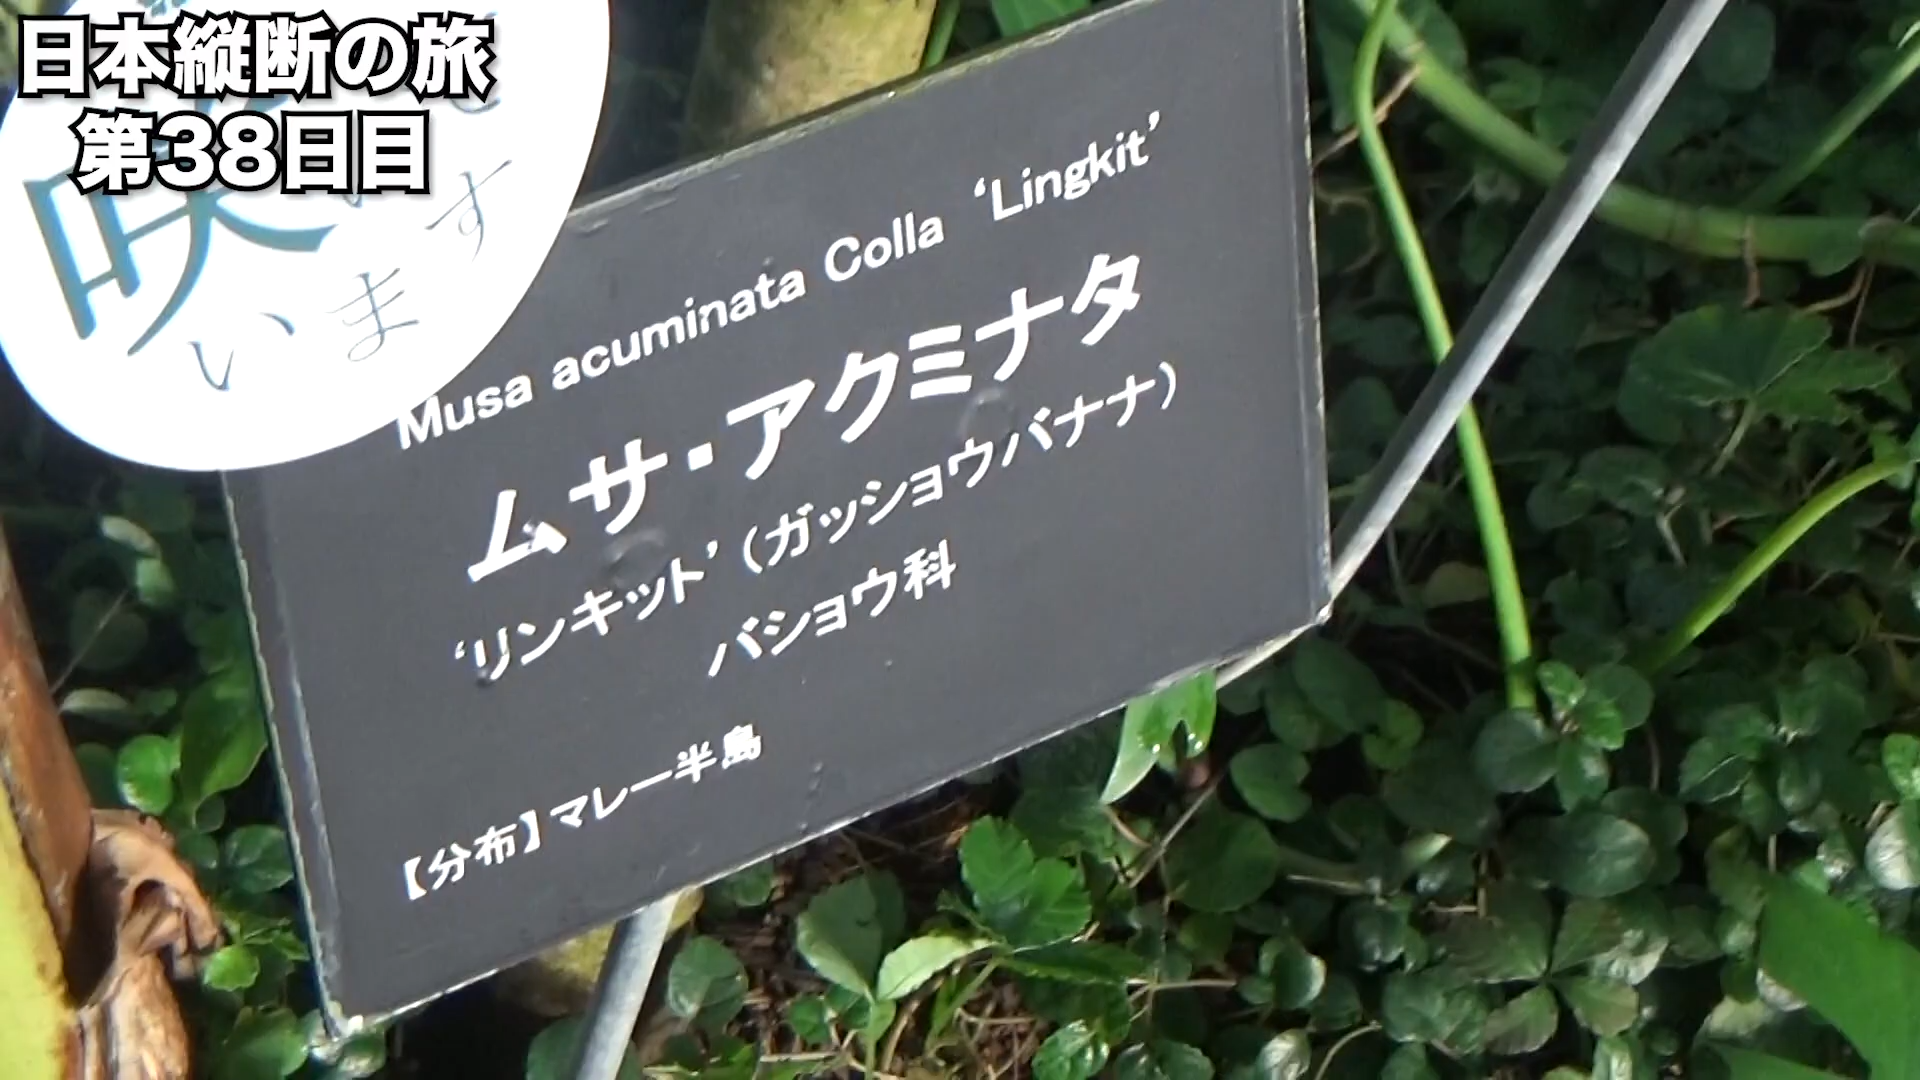 日本縦断の旅
第38日目
咲いています
Musa acuminata Colla ‘Lingkit’
ムサ・アクミナタ
‘リンキット’（ガッショウバナナ）
バショウ科
【分布】マレー半島